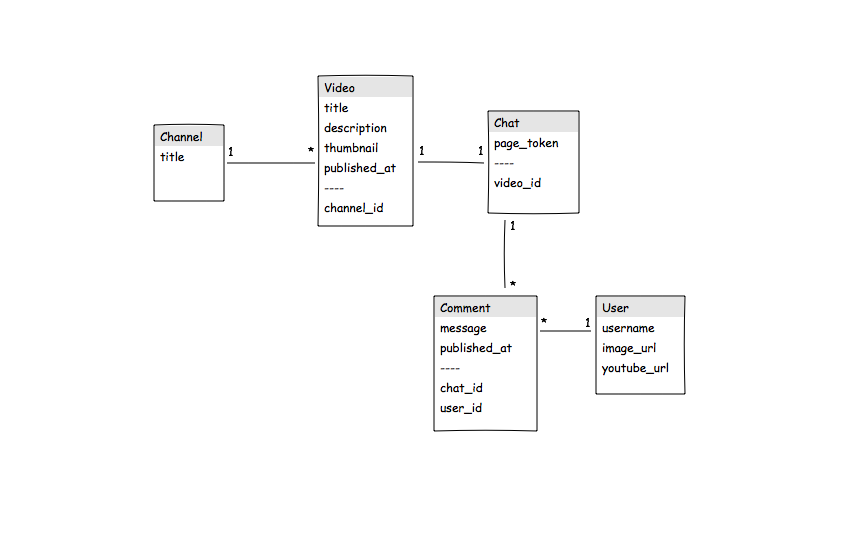 Channel
title
1
*
Video
title
description
thumbnail
published_at
----
channel_id
1
1
Chat
page_token
----
video_id
1
*
Comment
message
published_at
----
chat_id
user_id
*
1
User
username
image_url
youtube_url